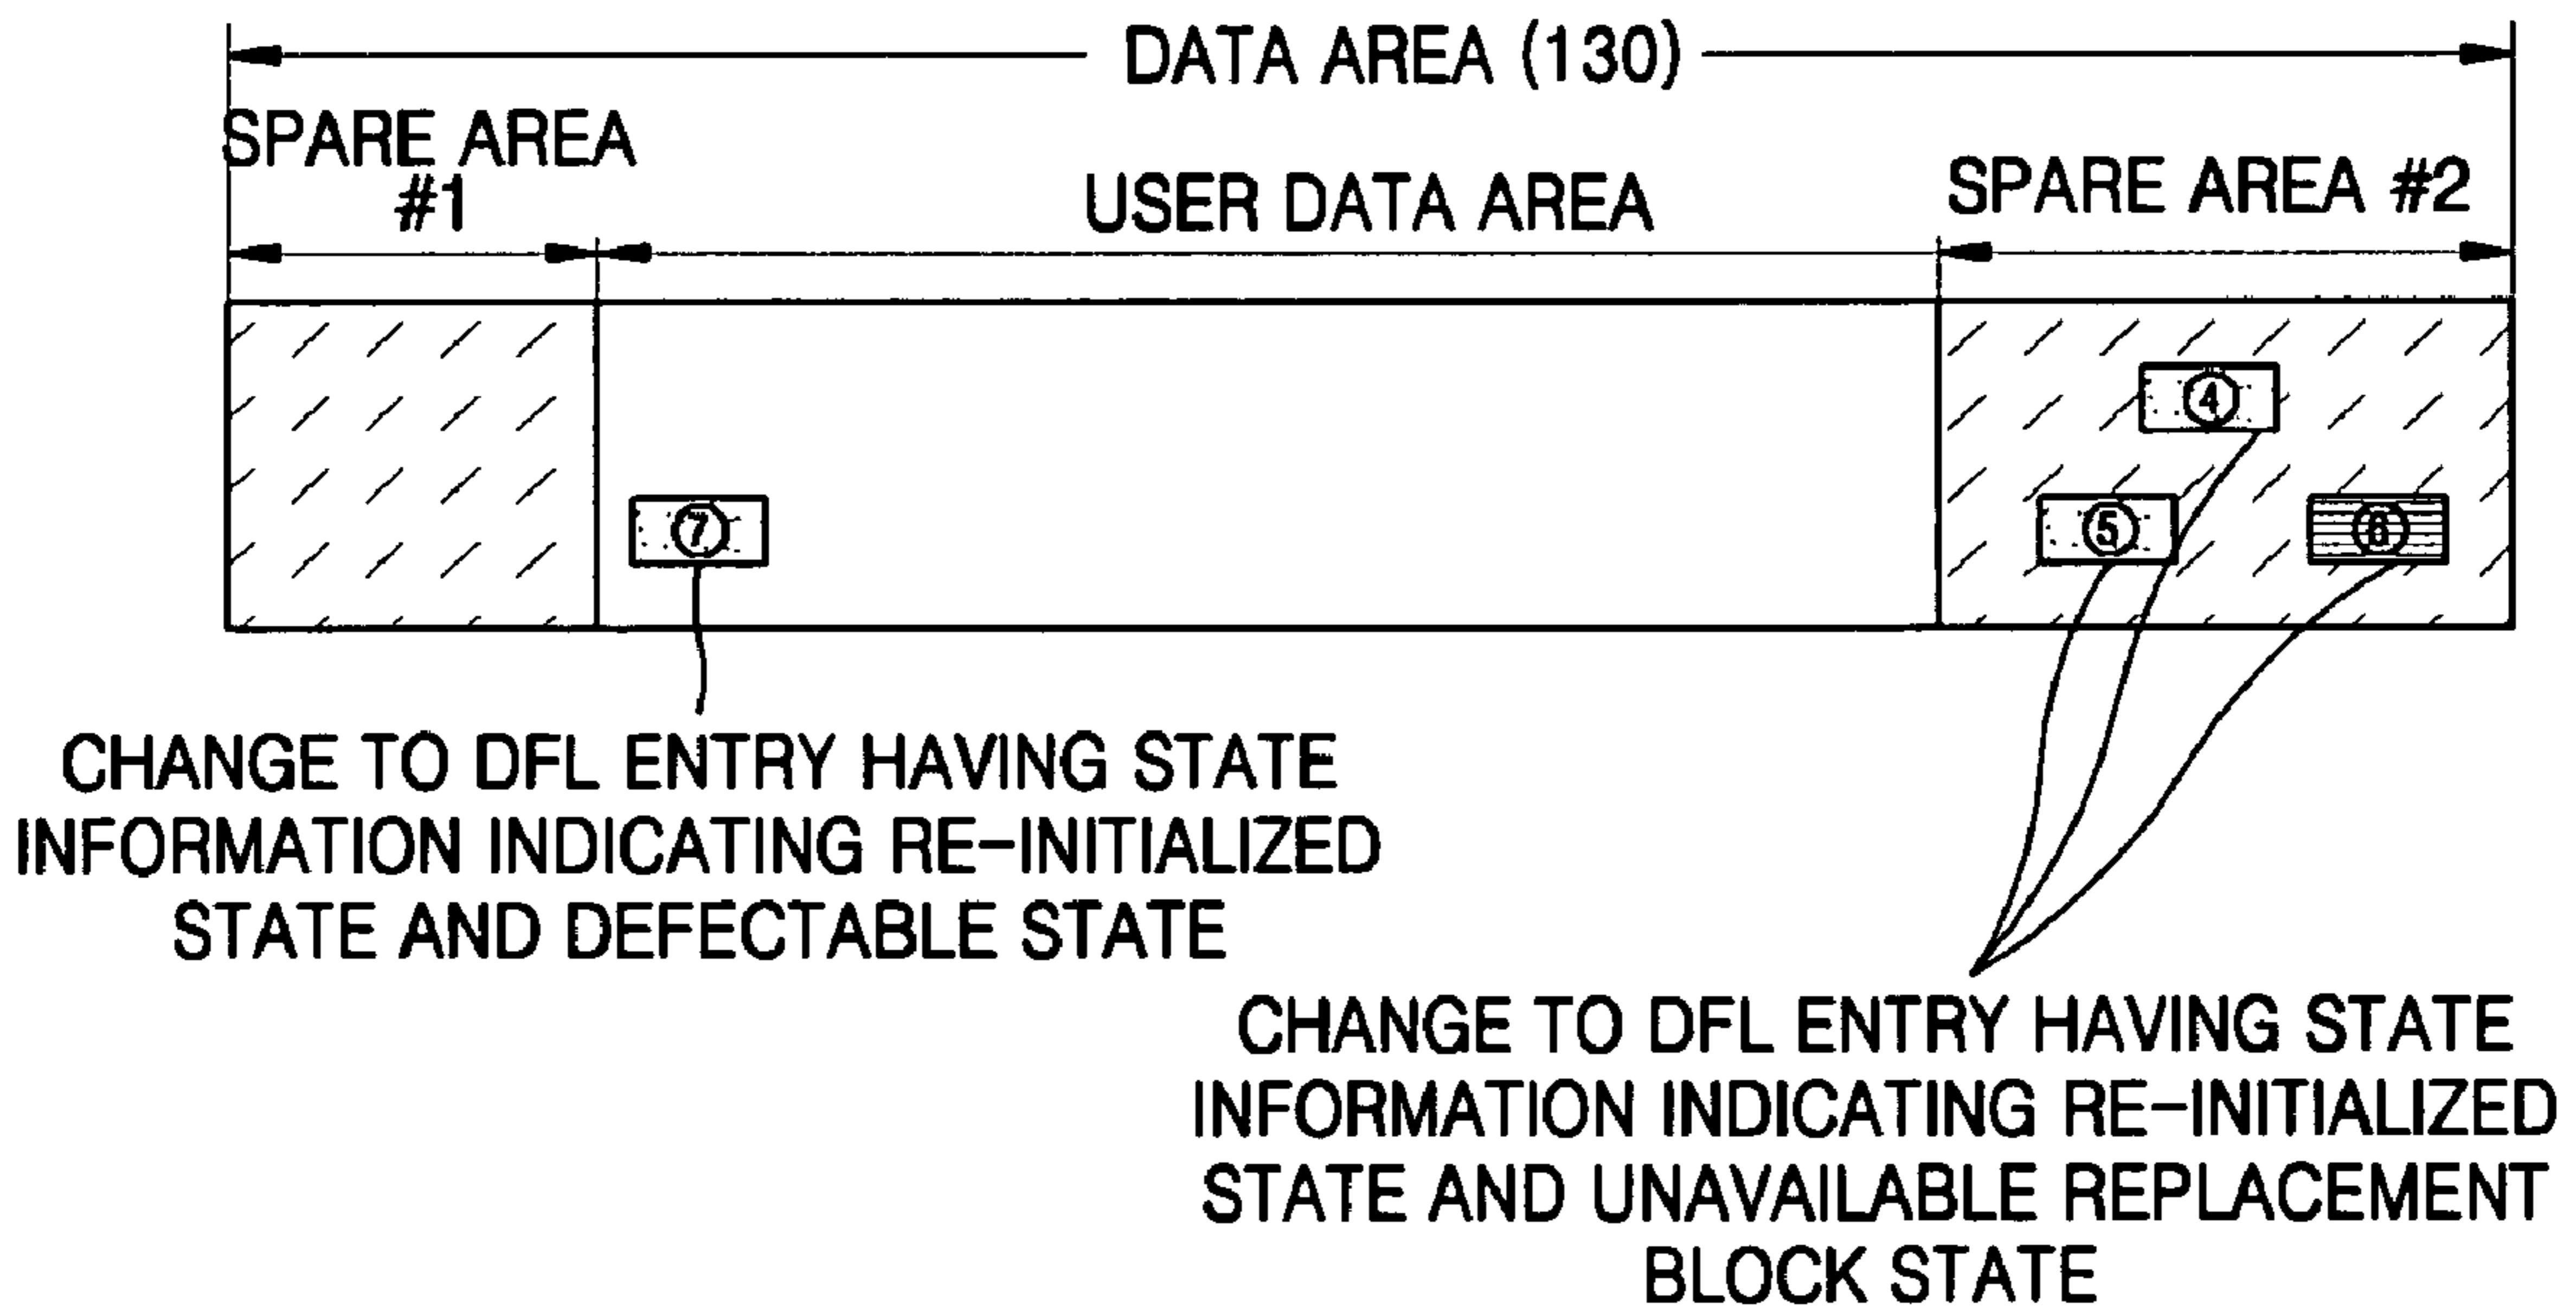 DATA AREA (130)
SPARE AREA
#1
USER DATA AREA
SPARE AREA #2
④
⑤
⑥
⑦
CHANGE TO DFL ENTRY HAVING STATE
INFORMATION INDICATING RE-INITIALIZED
STATE AND DEFECTABLE STATE
CHANGE TO DFL ENTRY HAVING STATE
INFORMATION INDICATING RE-INITIALIZED
STATE AND UNAVAILABLE REPLACEMENT
BLOCK STATE